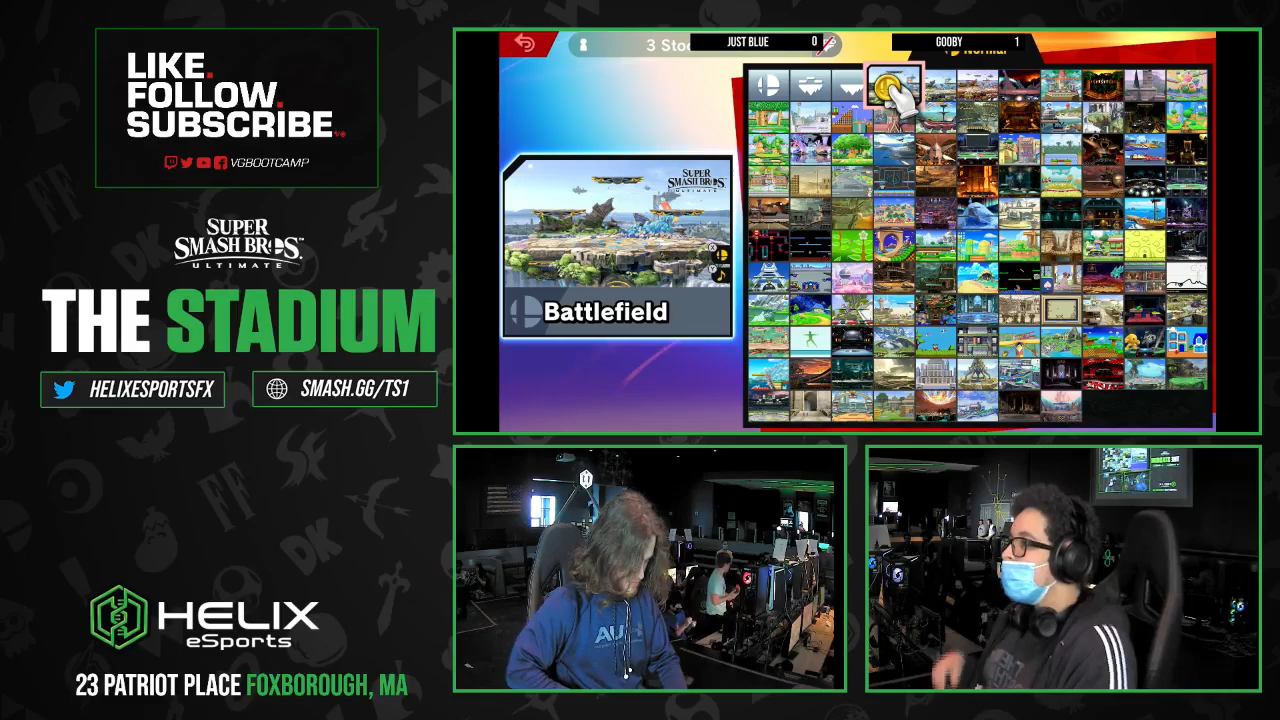 LIKE.
FOLLOW.
SUBSCRIBE.
VGBOOTCAMP
SUPER
SMASH BROS.
ULTIMATE
THE STADIUM
HELIXESPORTSFX
SMASH.GG/TS1
HELIX
eSports
23 PATRIOT PLACE FOXBOROUGH, MA
3 Stoc
JUST BLUE 0
GOOBY 1
Normal
SUPER
SMASH BROS.
ULTIMATE
Battlefield